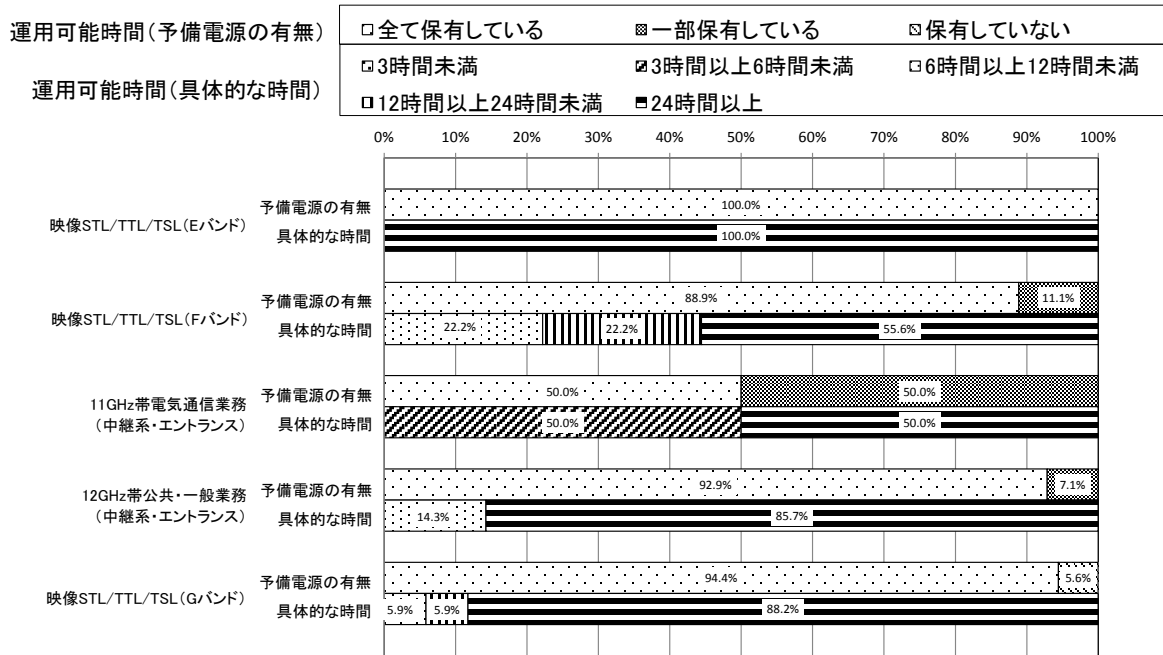 運用可能時間(予備電源の有無)
全て保有している 一部保有している 保有していない
運用可能時間(具体的な時間)
3時間未満 3時間以上6時間未満 6時間以上12時間未満
12時間以上24時間未満 24時間以上
0% 10% 20% 30% 40% 50% 60% 70% 80% 90% 100%
映像STL/TTL/TSL(Eバンド)
予備電源の有無 100.0%
具体的な時間 100.0%
映像STL/TTL/TSL(Fバンド)
予備電源の有無 88.9% 11.1%
具体的な時間 22.2% 22.2% 55.6%
11GHz帯電気通信業務
(中継系・エントランス)
予備電源の有無 50.0% 50.0%
具体的な時間 50.0% 50.0%
12GHz帯公共・一般業務
(中継系・エントランス)
予備電源の有無 92.9% 7.1%
具体的な時間 14.3% 85.7%
映像STL/TTL/TSL(Gバンド)
予備電源の有無 94.4% 5.6%
具体的な時間 5.9% 5.9% 88.2%